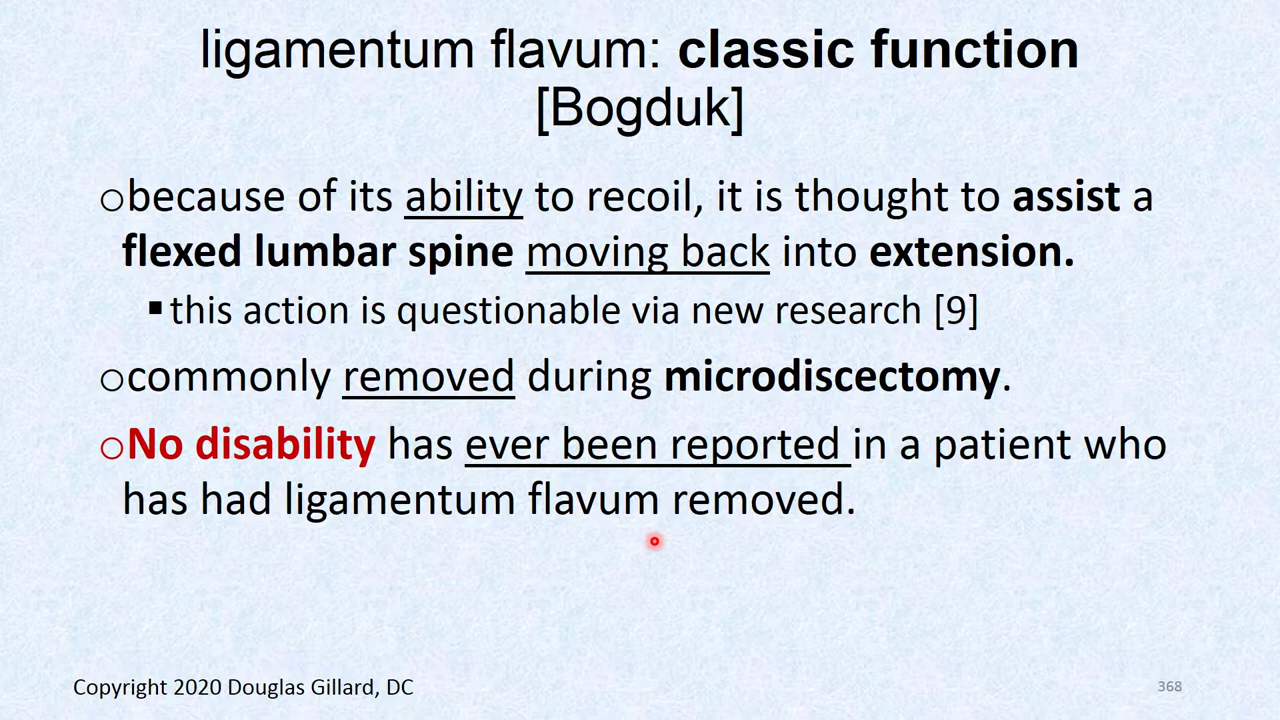 ligamentum flavum: classic function
[Bogduk]
○because of its ability to recoil, it is thought to assist a
flexed lumbar spine moving back into extension.
▪this action is questionable via new research [9]
○commonly removed during microdiscectomy.
○No disability has ever been reported in a patient who
has had ligamentum flavum removed.
Copyright 2020 Douglas Gillard, DC
368